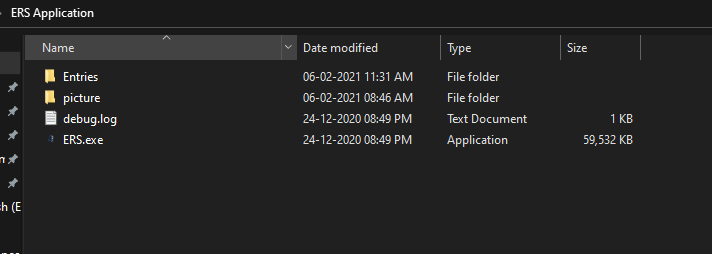 ERS Application
Name Date modified Type Size
Entries 06-02-2021 11:31 AM File folder
picture 06-02-2021 08:46 AM File folder
debug.log 24-12-2020 08:49 PM Text Document 1 KB
ERS.exe 24-12-2020 08:49 PM Application 59,532 KB
sh (E